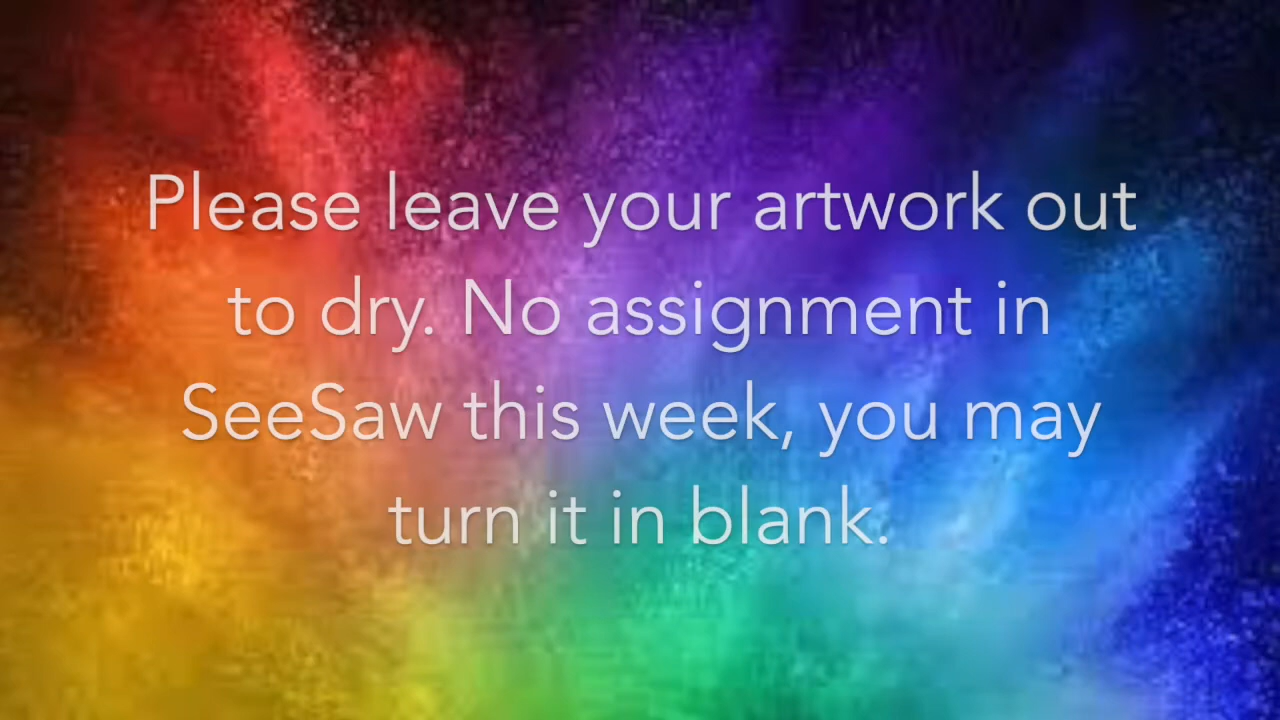 Please leave your artwork out
to dry. No assignment in
SeeSaw this week, you may
turn it in blank.